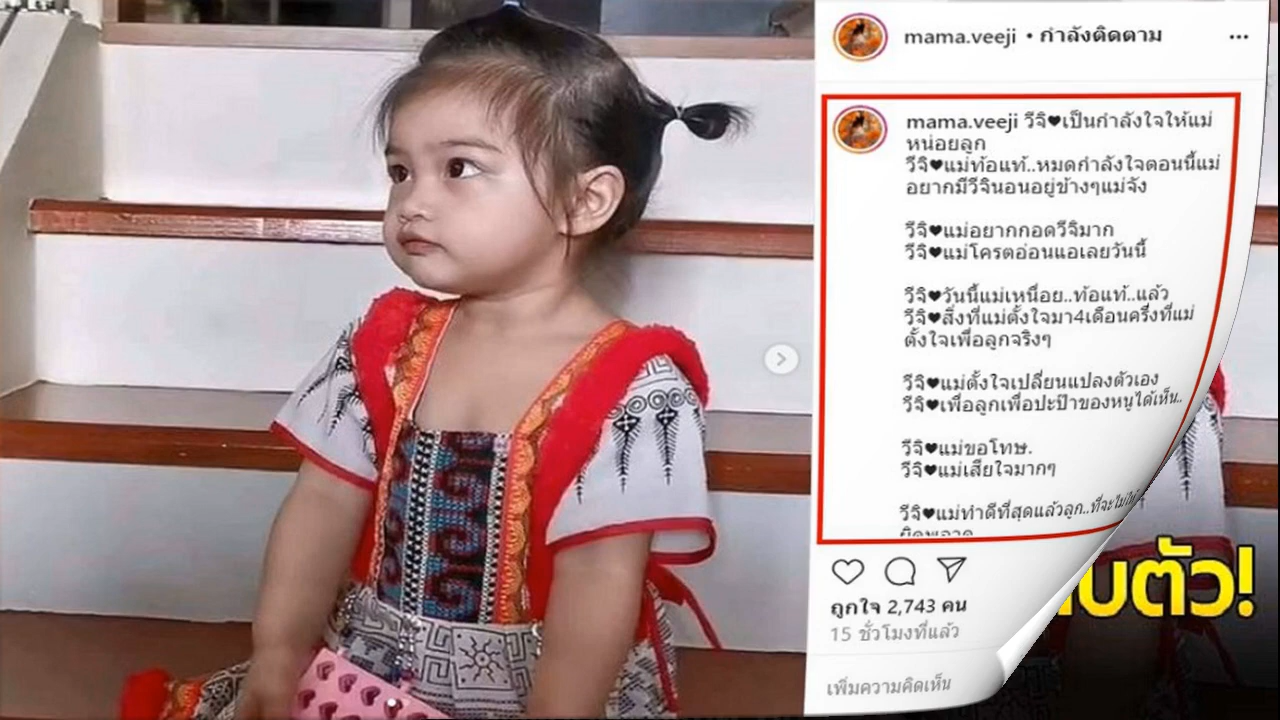 mama.veeji • กำลังติดตาม
mama.veeji วีจิ♥เป็นกำลังใจให้แม่
หน่อยลูก
วีจิ♥แม่ท้อแท้..หมดกำลังใจตอนนี้แม่
อยากมีวีจินอนอยู่ข้างๆแม่จัง
วีจิ♥แม่อยากกอดวีจิมาก
วีจิ♥แม่โครตอ่อนแอเลยวันนี้
วีจิ♥วันนี้แม่เหนื่อย..ท้อแท้..แล้ว
วีจิ♥สิ่งที่แม่ตั้งใจมา4เดือนครึ่งที่แม่
ตั้งใจเพื่อลูกจริงๆ
วีจิ♥แม่ตั้งใจเปลี่ยนแปลงตัวเอง
วีจิ♥เพื่อลูกเพื่อปะป๊าของหนูได้เห็น..
วีจิ♥แม่ขอโทษ.
วีจิ♥แม่เสียใจมากๆ
วีจิ♥แม่ทำดีที่สุดแล้วลูก..ที่จะไม่ให้
ถูกใจ 2,743 คน
15 ชั่วโมงที่แล้ว
เพิ่มความคิดเห็น
บตัว!